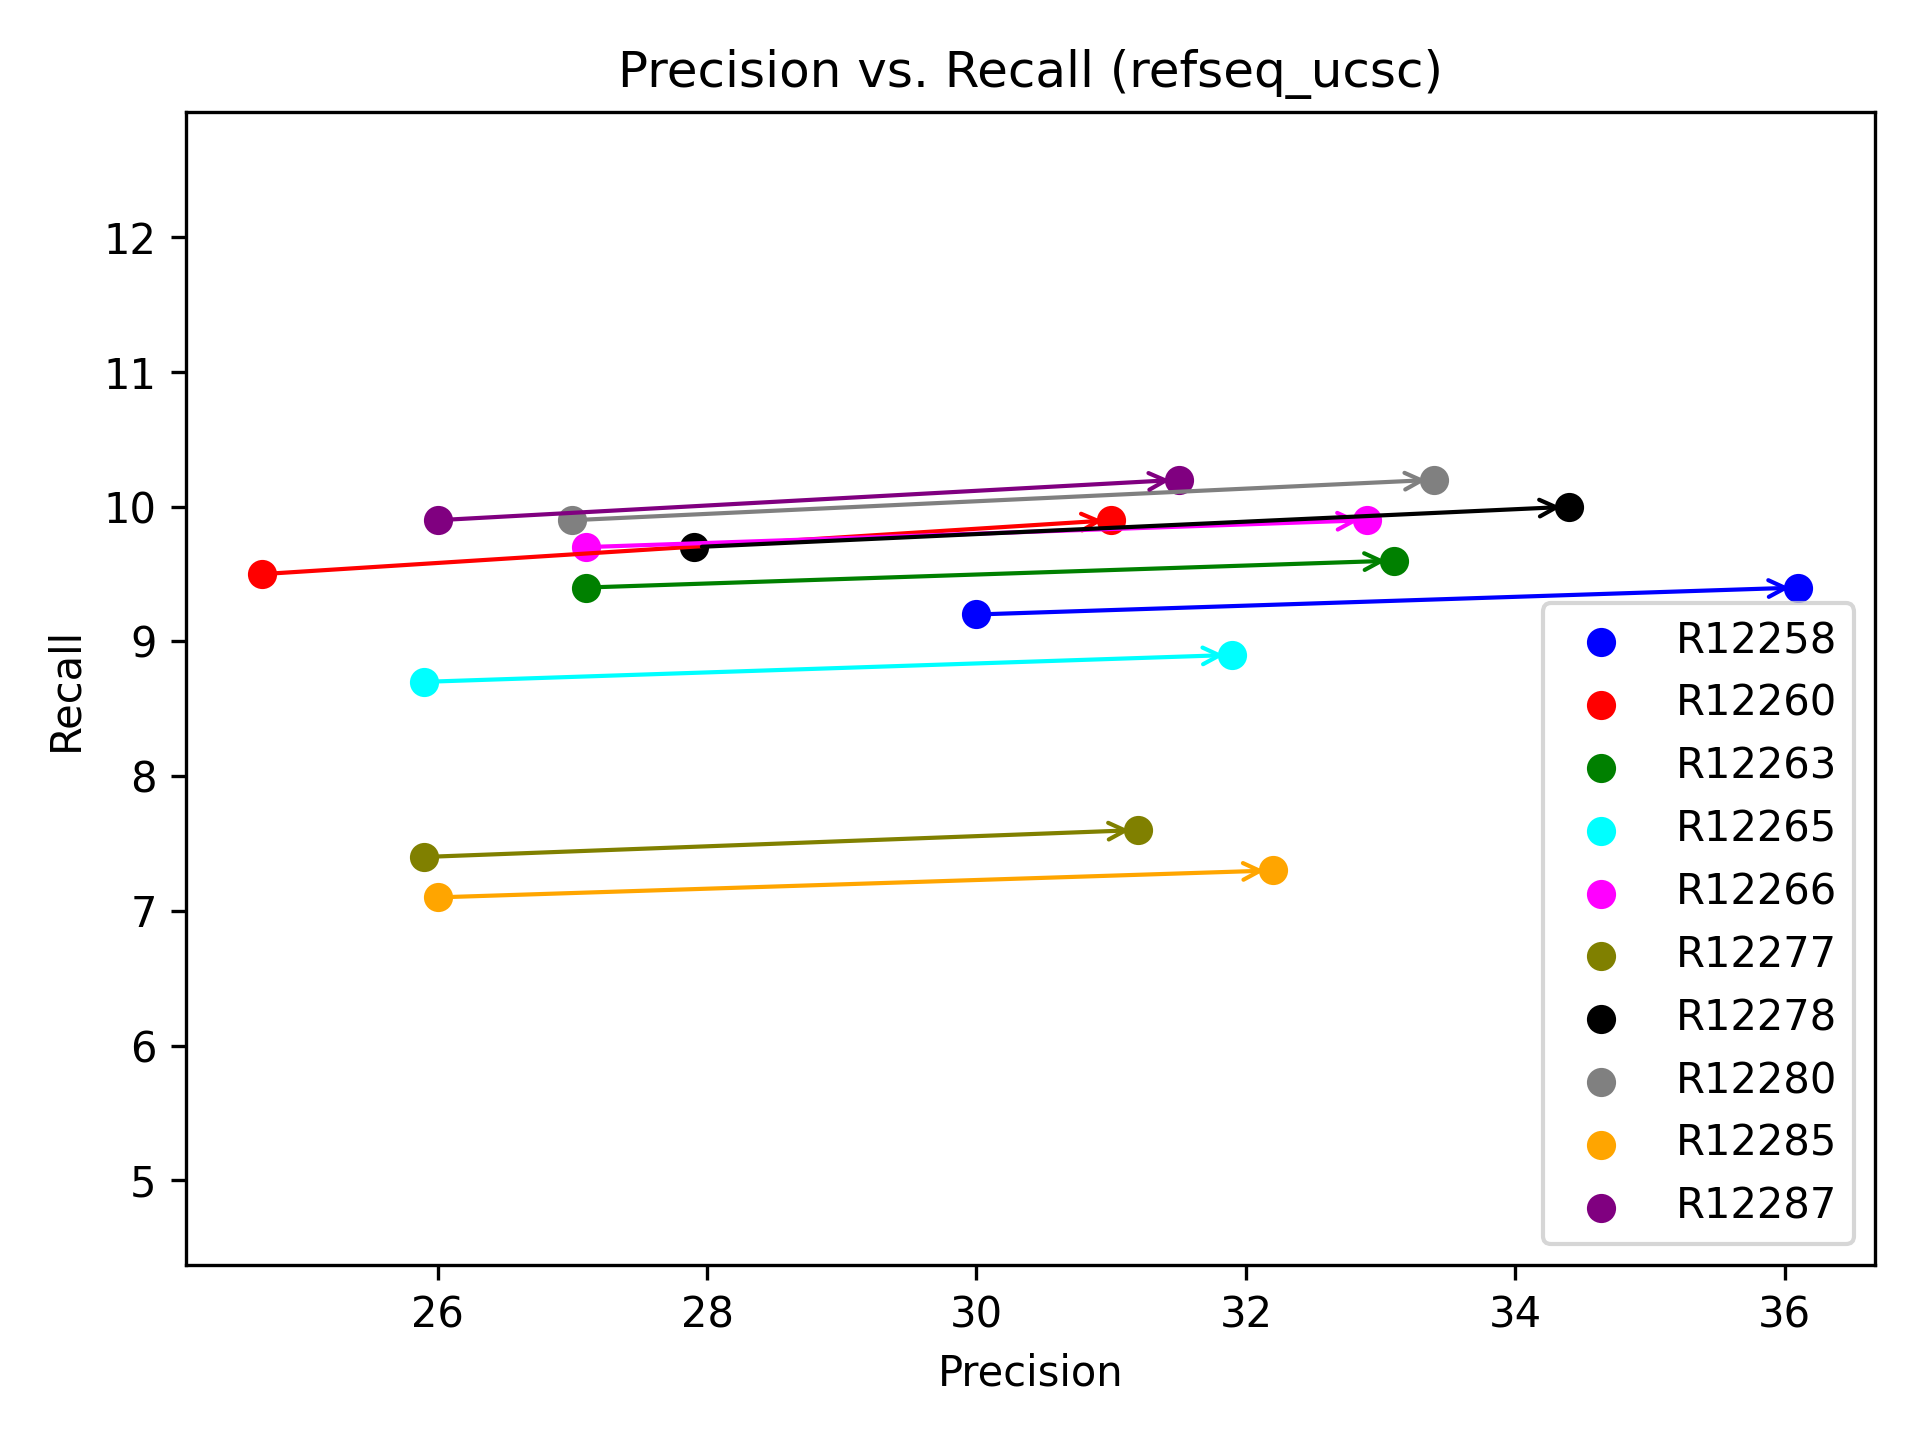 Precision vs. Recall (refseq_ucsc)
12
11
10
9
8
7
6
5
Recall
R12258
R12260
R12263
R12265
R12266
R12277
R12278
R12280
R12285
R12287
26 28 30 32 34 36
Precision